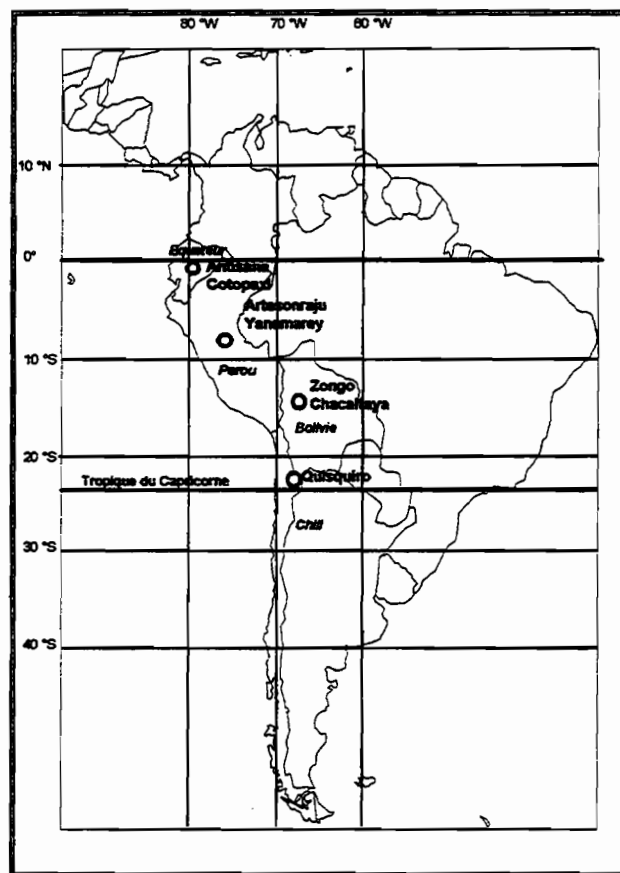 80 °W 70 °W 60 °W
10 °N
Equateur
0°
Antisana
Cotopaxi
Artesonraju
Yanamarey
10 °S
Perou
Zongo
Chacaltaya
Bolivie
20 °S
Quisquiro
Tropique du Capricorne
Chili
30 °S
40 °S